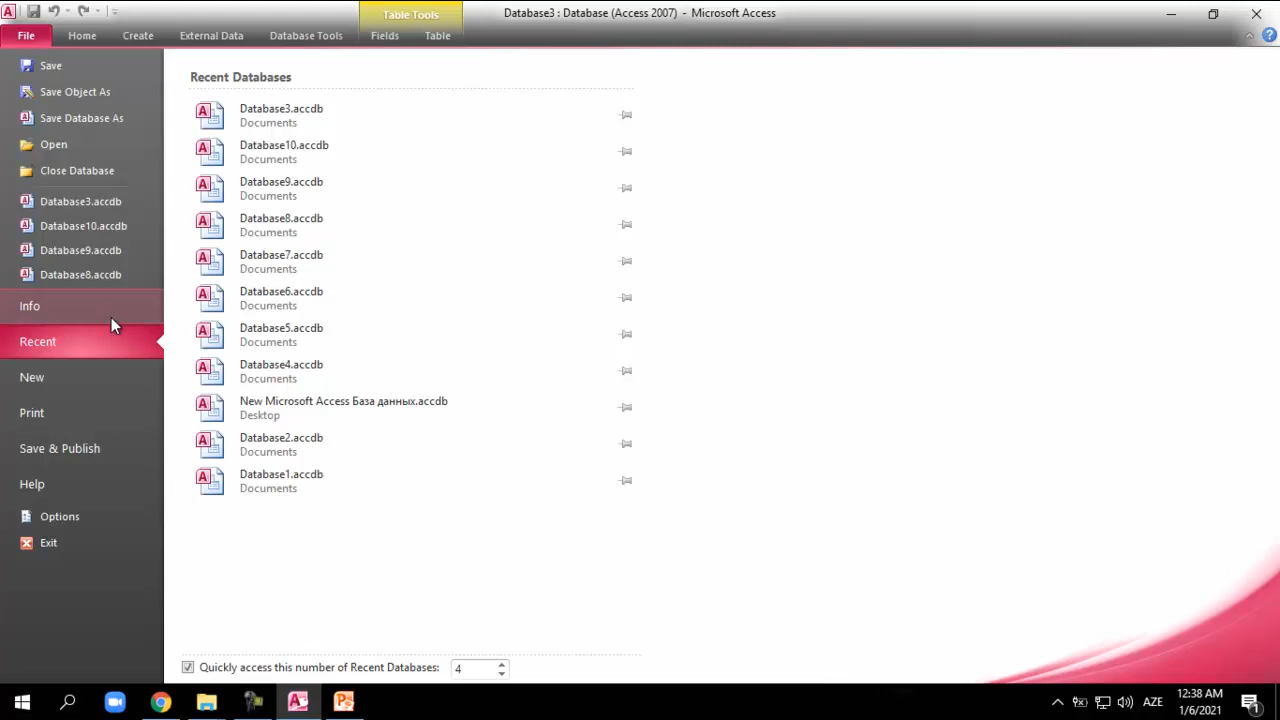 Table Tools
Database3 : Database (Access 2007) - Microsoft Access
File
Home
Create
External Data
Database Tools
Fields
Table
Save
Save Object As
Save Database As
Open
Close Database
Database3.accdb
Database10.accdb
Database9.accdb
Database8.accdb
Info
Recent
New
Print
Save & Publish
Help
Options
Exit
Recent Databases
Database3.accdb
Documents
Database10.accdb
Documents
Database9.accdb
Documents
Database8.accdb
Documents
Database7.accdb
Documents
Database6.accdb
Documents
Database5.accdb
Documents
Database4.accdb
Documents
New Microsoft Access База данных.accdb
Desktop
Database2.accdb
Documents
Database1.accdb
Documents
Quickly access this number of Recent Databases: 4
AZE
12:38 AM
1/6/2021
1